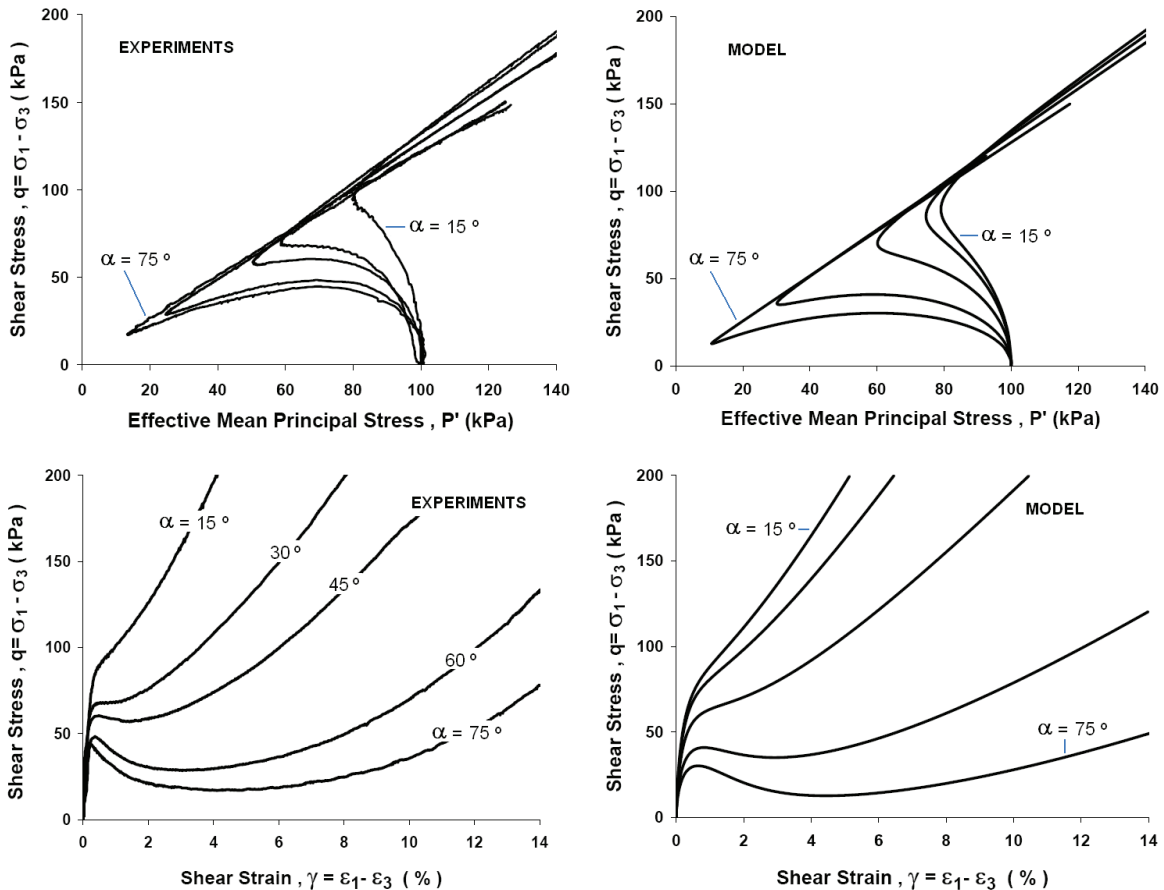 EXPERIMENTS
Shear Stress , q= σ1 - σ3 ( kPa )
200
150
100
50
0
α = 15 º
α = 75 º
0 20 40 60 80 100 120 140
Effective Mean Principal Stress , P' (kPa)
MODEL
Shear Stress , q= σ1 - σ3 ( kPa )
200
150
100
50
0
α = 15 º
α = 75 º
0 20 40 60 80 100 120 140
Effective Mean Principal Stress , P' (kPa)
EXPERIMENTS
Shear Stress , q= σ1 - σ3 ( kPa )
200
150
100
50
0
α = 15 º
30 º
45 º
60 º
α = 75 º
0 2 4 6 8 10 12 14
Shear Strain , γ = ε1- ε3 ( % )
MODEL
Shear Stress , q= σ1 - σ3 ( kPa )
200
150
100
50
0
α = 15 º
α = 75 º
0 2 4 6 8 10 12 14
Shear Strain , γ = ε1- ε3 ( % )